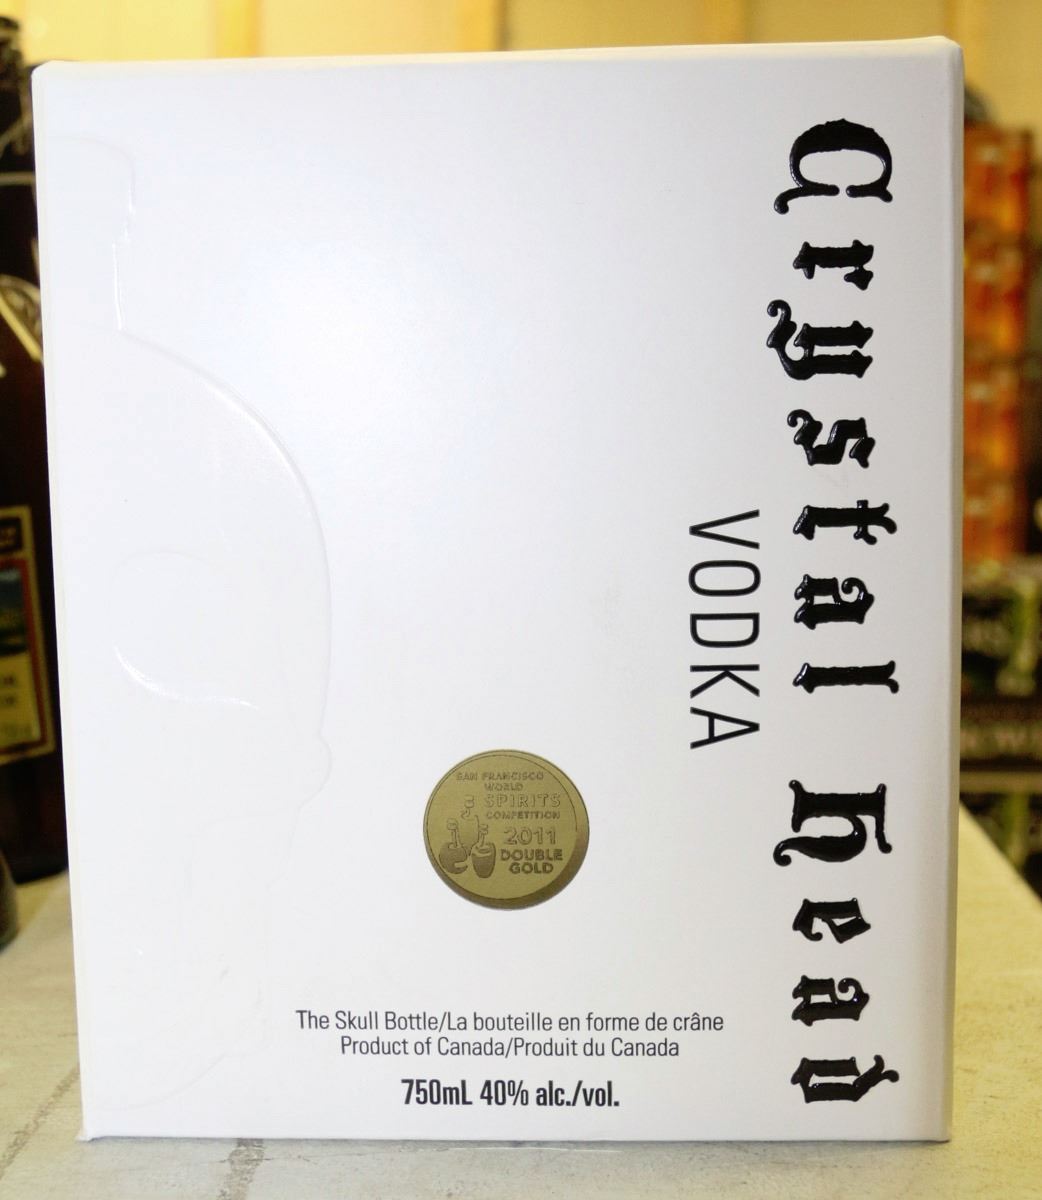 Crystal Head
VODKA
SAN FRANCISCO
WORLD
SPIRITS
COMPETITION
2011
DOUBLE
GOLD
The Skull Bottle/La bouteille en forme de crâne
Product of Canada/Produit du Canada
750mL 40% alc./vol.